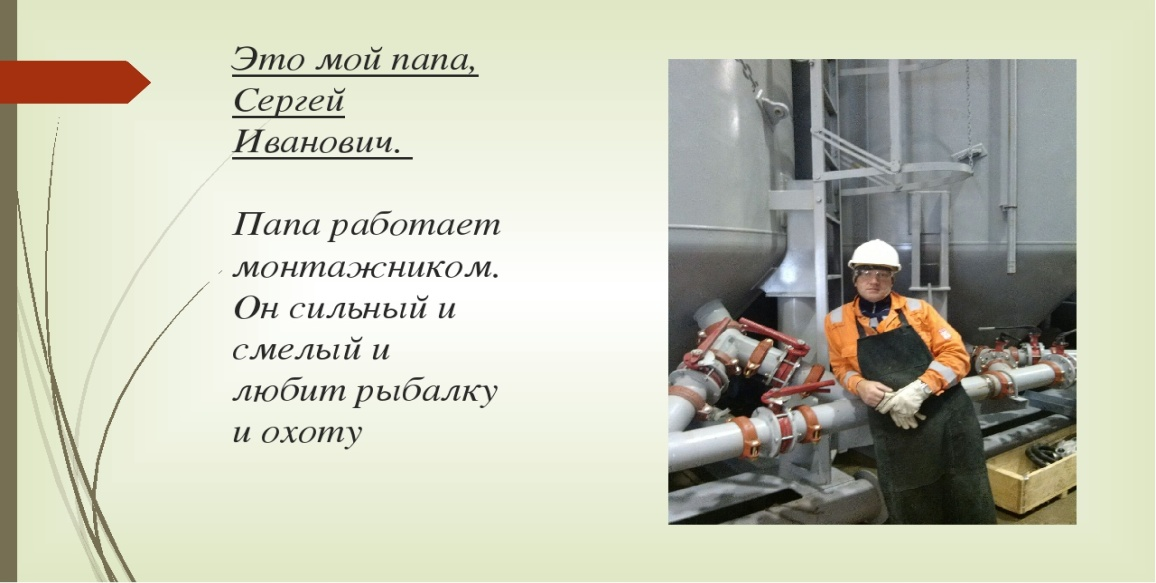 Это мой папа,
Сергей
Иванович.
Папа работает
монтажником.
Он сильный и
смелый и
любит рыбалку
и охоту